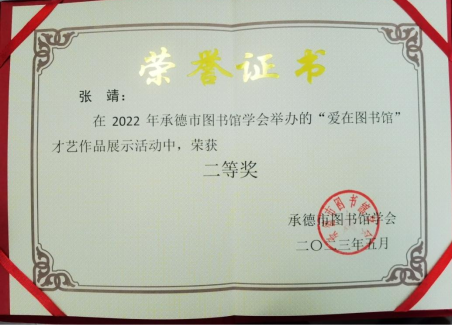 荣誉证书
张 靖：
在 2022 年承德市图书馆学会举办的“爱在图书馆”
才艺作品展示活动中，荣获
二等奖
承德市图书馆学会
二〇二三年五月